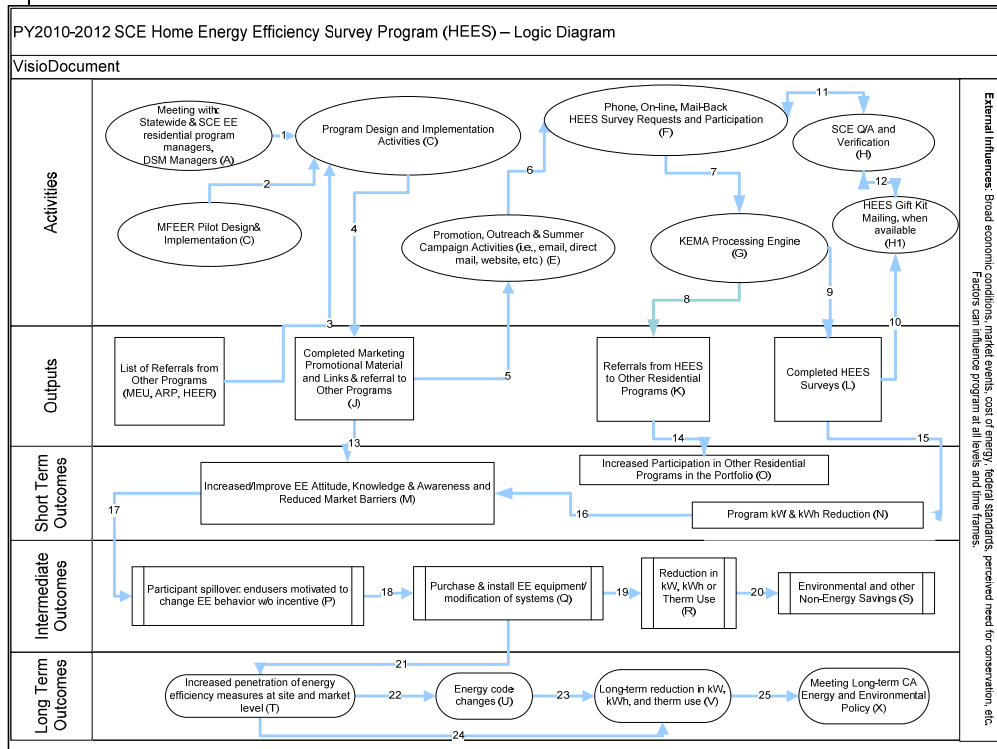 PY2010-2012 SCE Home Energy Efficiency Survey Program (HEES) – Logic Diagram
VisioDocument
Activities
Meeting with
Statewide & SCE EE
residential program
managers,
DSM Managers (A)
1
Program Design and Implementation
Activities (C)
2
MFEER Pilot Design&
Implementation (C)
3
4
Promotion, Outreach & Summer
Campaign Activities (i.e., email, direct
mail, website, etc.) (E)
5
6
Phone, On-line, Mail-Back
HEES Survey Requests and Participation
(F)
7
KEMA Processing Engine
(G)
8
9
10
11
SCE Q/A and
Verification
(H)
12
HEES Gift Kit
Mailing, when
available
(H1)
Outputs
List of Referrals from
Other Programs
(MEU, ARP, HEER)
Completed Marketing
Promotional Material
and Links & referral to
Other Programs
(J)
Referrals from HEES
to Other Residential
Programs (K)
Completed HEES
Surveys (L)
13
14
15
Short Term
Outcomes
Increased/Improve EE Attitude, Knowledge & Awareness and
Reduced Market Barriers (M)
Increased Participation in Other Residential
Programs in the Portfolio (O)
16
Program kW & kWh Reduction (N)
17
Intermediate
Outcomes
Participant spillover: endusers motivated to
change EE behavior w/o incentive (P)
18
Purchase & install EE equipment/
modification of systems (Q)
19
Reduction in
kW, kWh or
Therm Use
(R)
20
Environmental and other
Non-Energy Savings (S)
21
Long Term
Outcomes
Increased penetration of energy
efficiency measures at site and market
level (T)
22
Energy code
changes (U)
23
Long-term reduction in kW,
kWh, and therm use (V)
24
25
Meeting Long-term CA
Energy and Environmental
Policy (X)
External Influences: Broad economic conditions, market events, cost of energy, federal standards, perceived need for conservation, etc.
Factors can influence program at all levels and time frames.